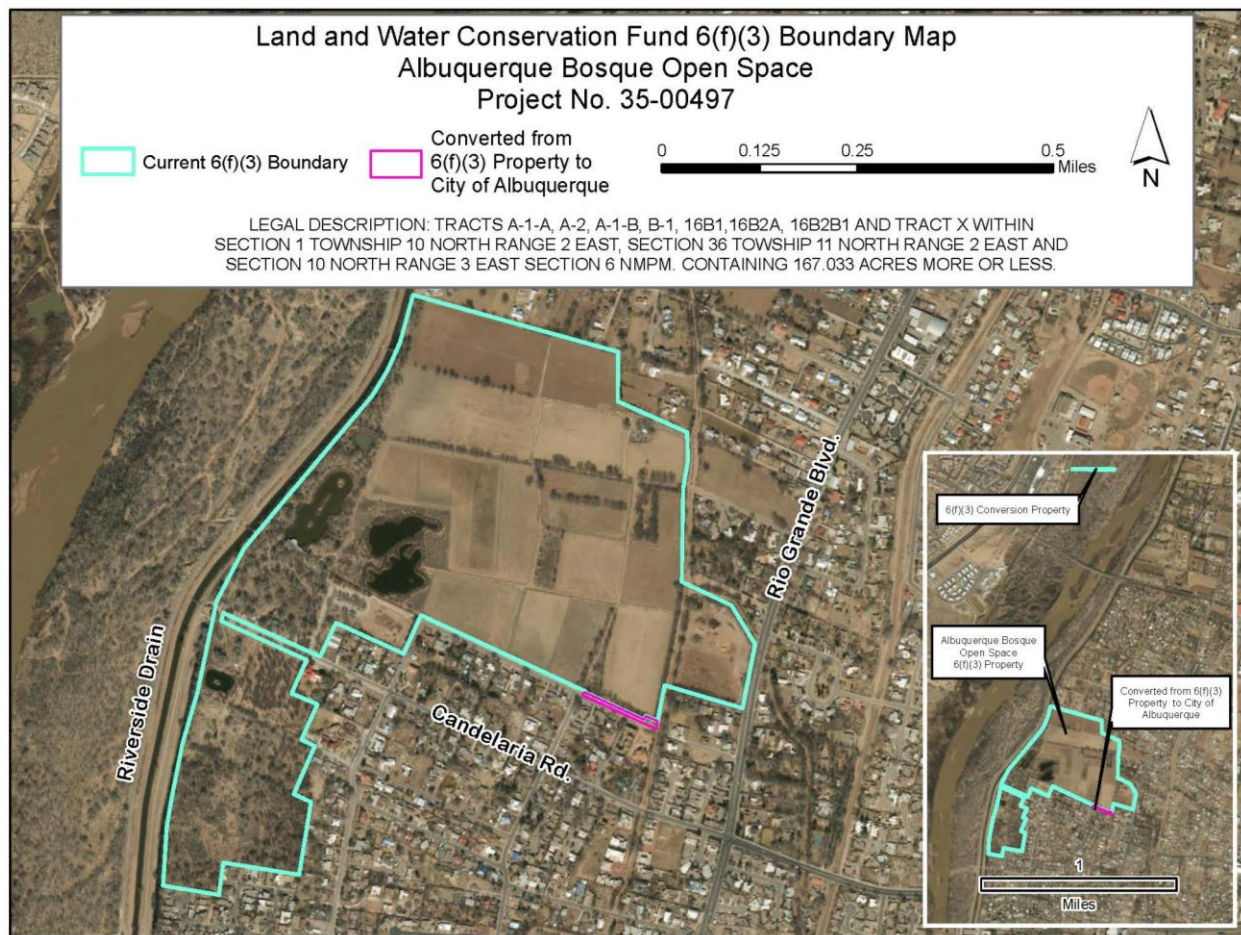 Land and Water Conservation Fund 6(f)(3) Boundary Map
Albuquerque Bosque Open Space
Project No. 35-00497
Current 6(f)(3) Boundary
Converted from
6(f)(3) Property to
City of Albuquerque
0 0.125 0.25 0.5
Miles
N
LEGAL DESCRIPTION: TRACTS A-1-A, A-2, A-1-B, B-1, 16B1,16B2A, 16B2B1 AND TRACT X WITHIN
SECTION 1 TOWNSHIP 10 NORTH RANGE 2 EAST, SECTION 36 TOWSHIP 11 NORTH RANGE 2 EAST AND
SECTION 10 NORTH RANGE 3 EAST SECTION 6 NMPM. CONTAINING 167.033 ACRES MORE OR LESS.
Rio Grande Blvd.
Riverside Drain
Candelaria Rd.
6(f)(3) Conversion Property
Albuquerque Bosque
Open Space
6(f)(3) Property
Converted from 6(f)(3)
Property to City of
Albuquerque
1
Miles